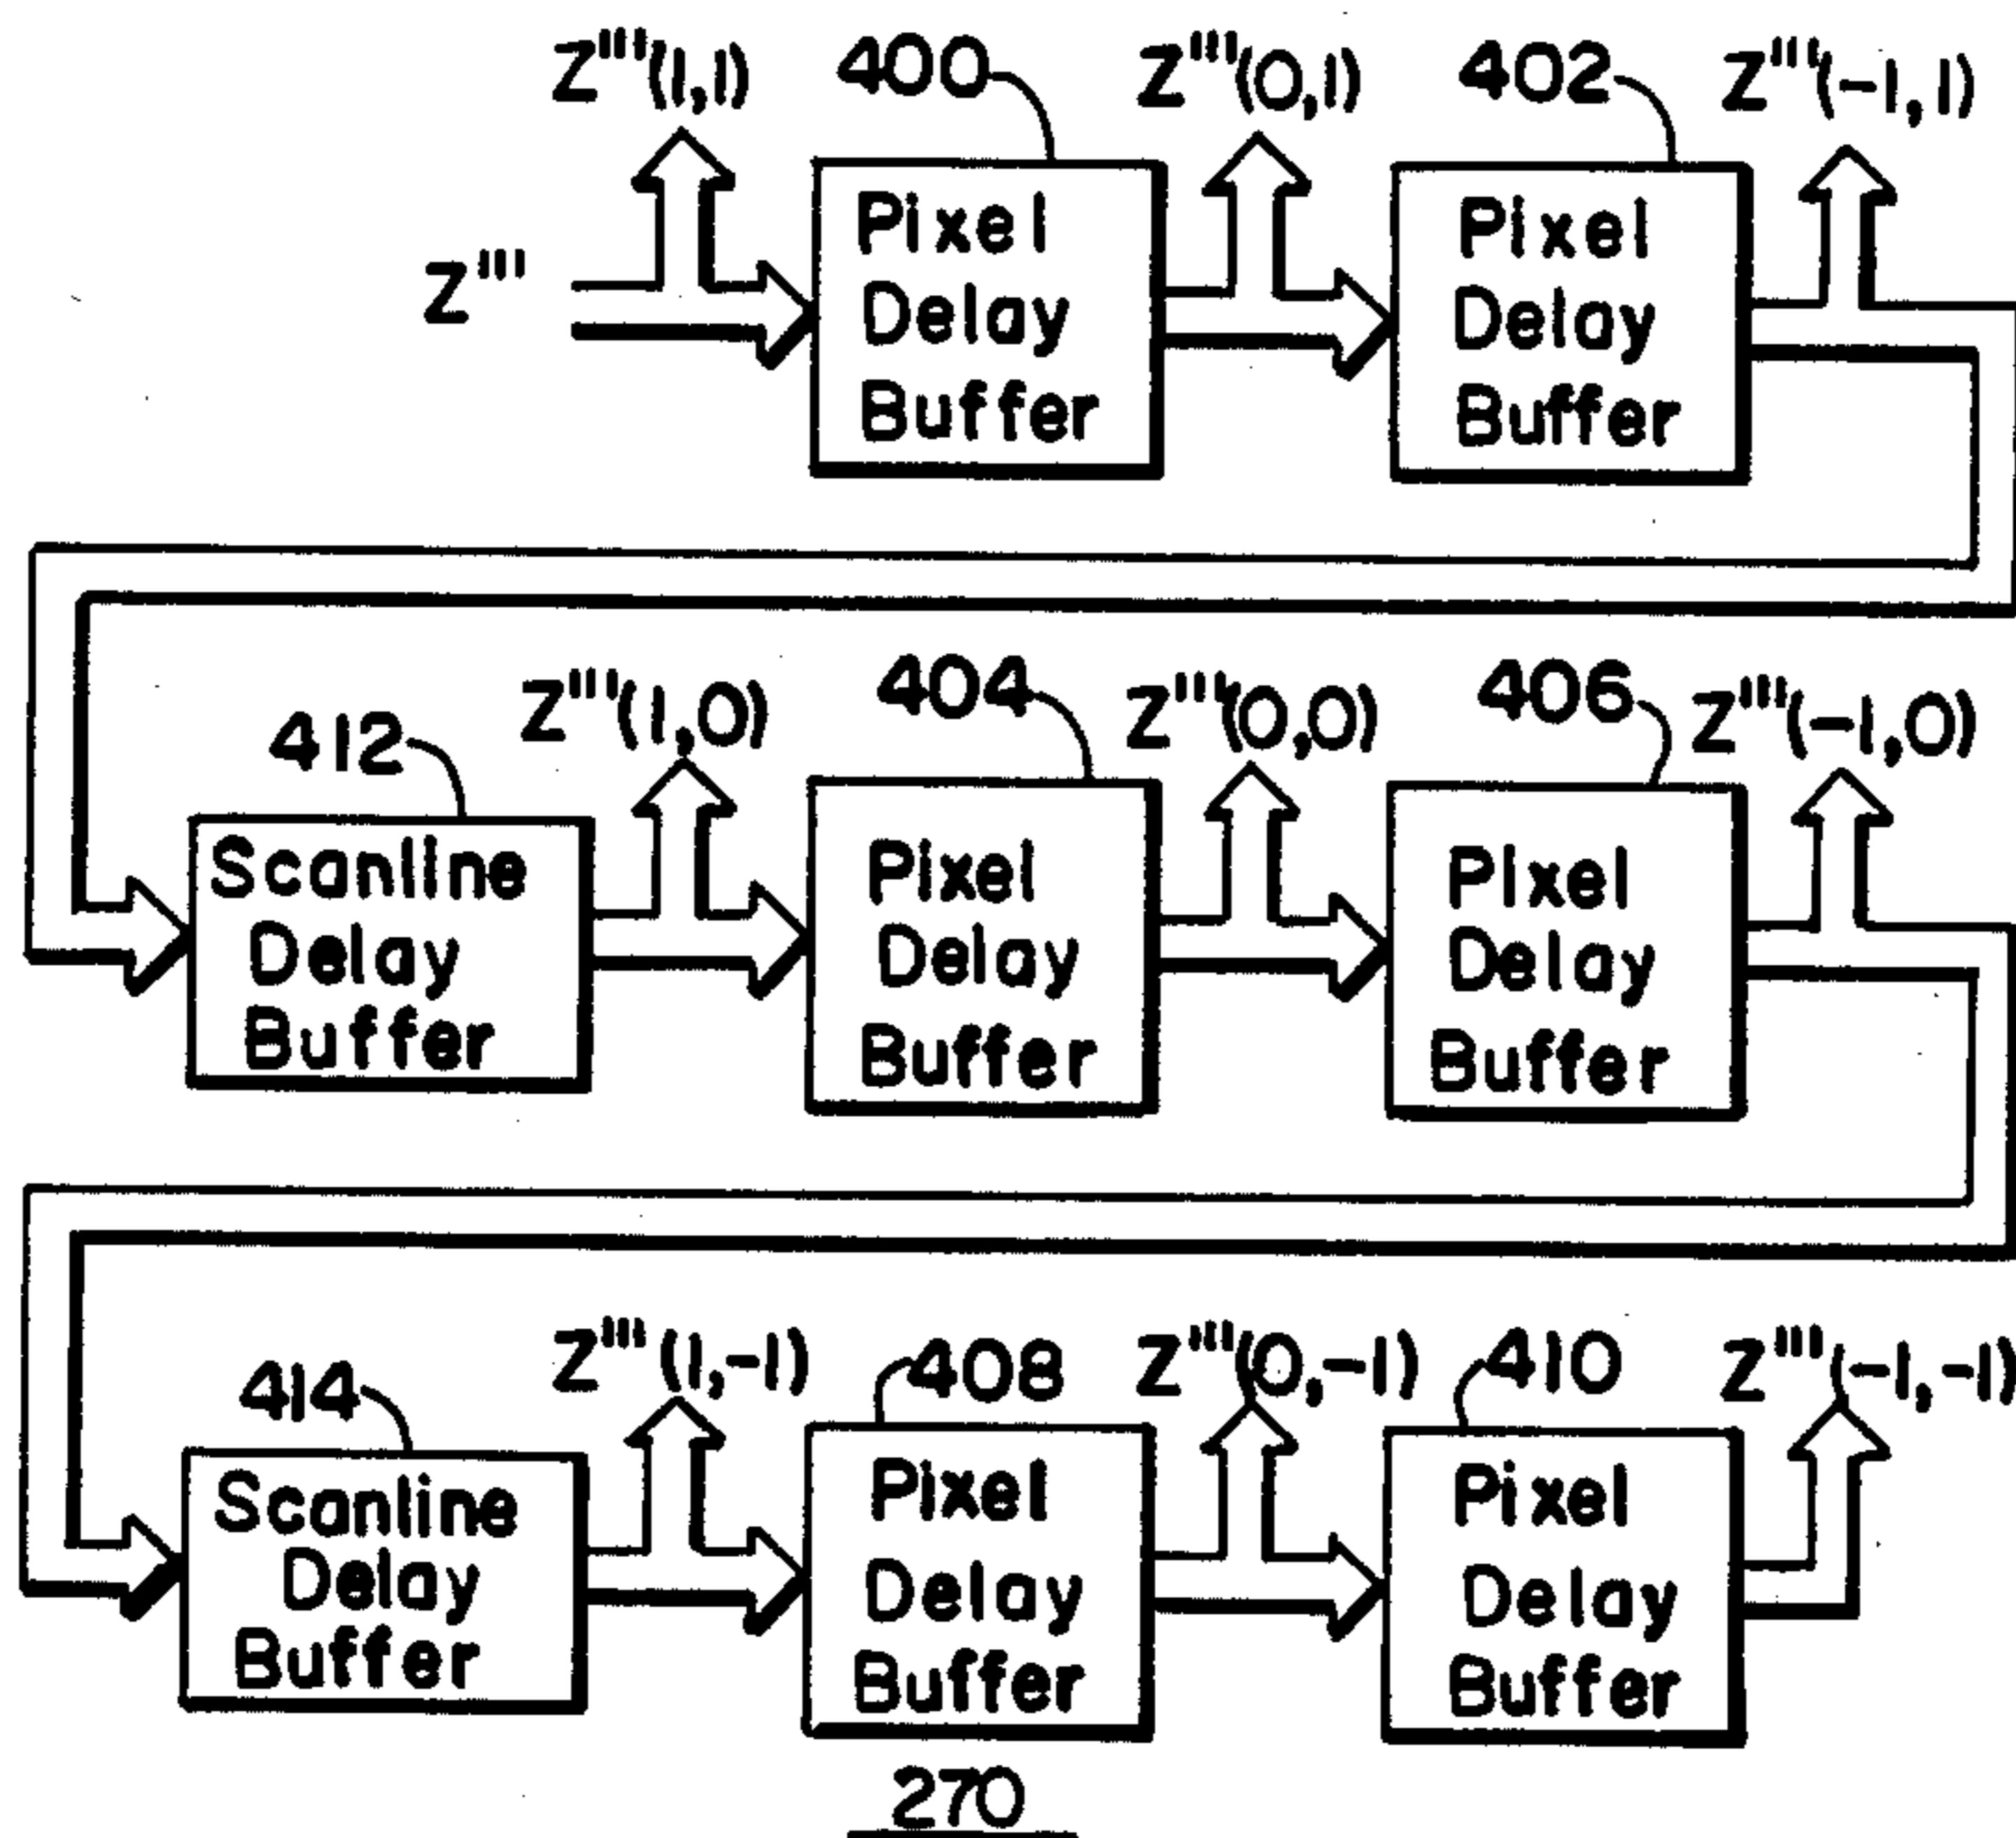 Z''''(1,1) 400 Z''''(0,1) 402 Z'''(-1,1)
Z'''
Pixel Delay Buffer
Pixel Delay Buffer
412 Z''''(1,0) 404 Z''''(0,0) 406 Z''''(-1,0)
Scanline Delay Buffer
Pixel Delay Buffer
Pixel Delay Buffer
414 Z'''(1,-1) 408 Z'''(0,-1) 410 Z'''(-1,-1)
Scanline Delay Buffer
Pixel Delay Buffer
Pixel Delay Buffer
270